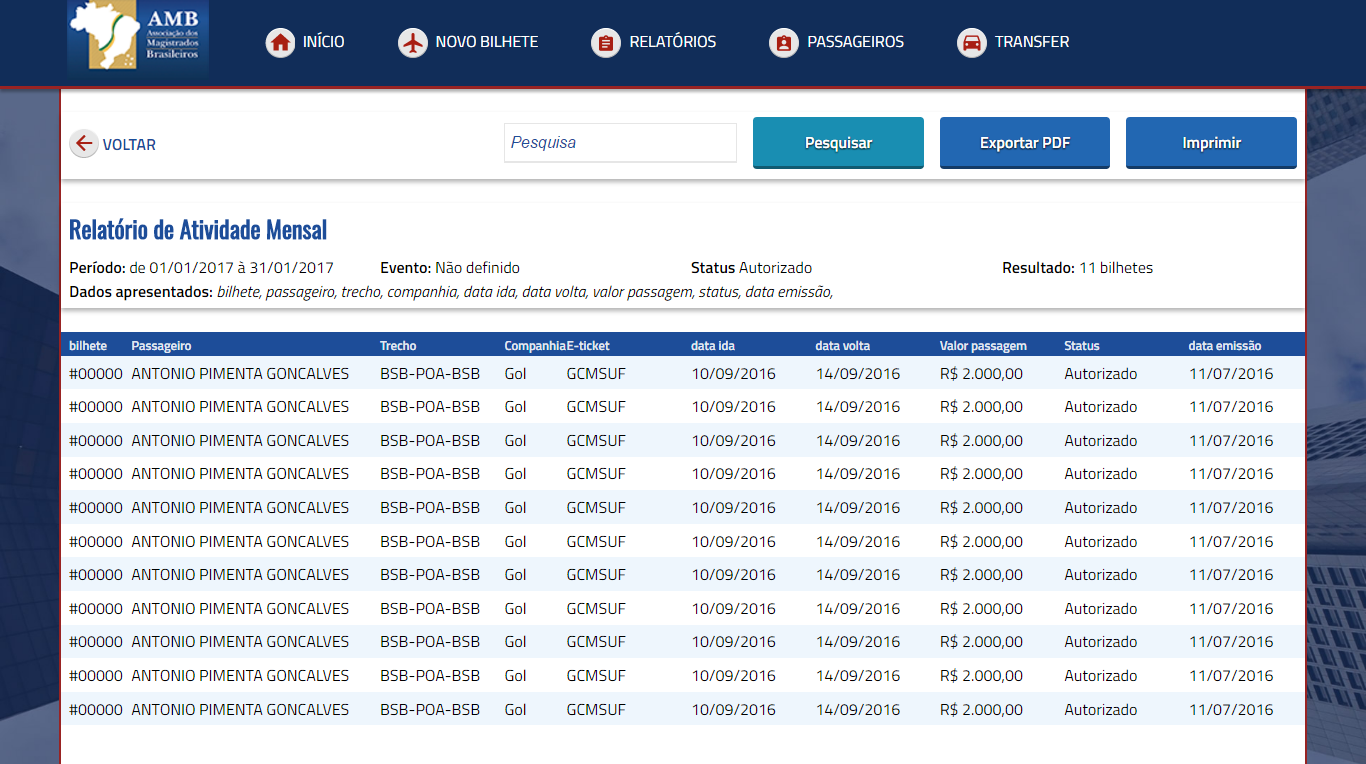 AMB
Associação dos
Magistrados
Brasileiros
INÍCIO NOVO BILHETE RELATÓRIOS PASSAGEIROS TRANSFER
VOLTAR Pesquisa Pesquisar Exportar PDF Imprimir
Relatório de Atividade Mensal
Período: de 01/01/2017 à 31/01/2017 Evento: Não definido Status Autorizado Resultado: 11 bilhetes
Dados apresentados: bilhete, passageiro, trecho, companhia, data ida, data volta, valor passagem, status, data emissão,
bilhete Passageiro Trecho Companhia E-ticket data ida data volta Valor passagem Status data emissão
#00000 ANTONIO PIMENTA GONCALVES BSB-POA-BSB Gol GCMSUF 10/09/2016 14/09/2016 R$ 2.000,00 Autorizado 11/07/2016
#00000 ANTONIO PIMENTA GONCALVES BSB-POA-BSB Gol GCMSUF 10/09/2016 14/09/2016 R$ 2.000,00 Autorizado 11/07/2016
#00000 ANTONIO PIMENTA GONCALVES BSB-POA-BSB Gol GCMSUF 10/09/2016 14/09/2016 R$ 2.000,00 Autorizado 11/07/2016
#00000 ANTONIO PIMENTA GONCALVES BSB-POA-BSB Gol GCMSUF 10/09/2016 14/09/2016 R$ 2.000,00 Autorizado 11/07/2016
#00000 ANTONIO PIMENTA GONCALVES BSB-POA-BSB Gol GCMSUF 10/09/2016 14/09/2016 R$ 2.000,00 Autorizado 11/07/2016
#00000 ANTONIO PIMENTA GONCALVES BSB-POA-BSB Gol GCMSUF 10/09/2016 14/09/2016 R$ 2.000,00 Autorizado 11/07/2016
#00000 ANTONIO PIMENTA GONCALVES BSB-POA-BSB Gol GCMSUF 10/09/2016 14/09/2016 R$ 2.000,00 Autorizado 11/07/2016
#00000 ANTONIO PIMENTA GONCALVES BSB-POA-BSB Gol GCMSUF 10/09/2016 14/09/2016 R$ 2.000,00 Autorizado 11/07/2016
#00000 ANTONIO PIMENTA GONCALVES BSB-POA-BSB Gol GCMSUF 10/09/2016 14/09/2016 R$ 2.000,00 Autorizado 11/07/2016
#00000 ANTONIO PIMENTA GONCALVES BSB-POA-BSB Gol GCMSUF 10/09/2016 14/09/2016 R$ 2.000,00 Autorizado 11/07/2016
#00000 ANTONIO PIMENTA GONCALVES BSB-POA-BSB Gol GCMSUF 10/09/2016 14/09/2016 R$ 2.000,00 Autorizado 11/07/2016